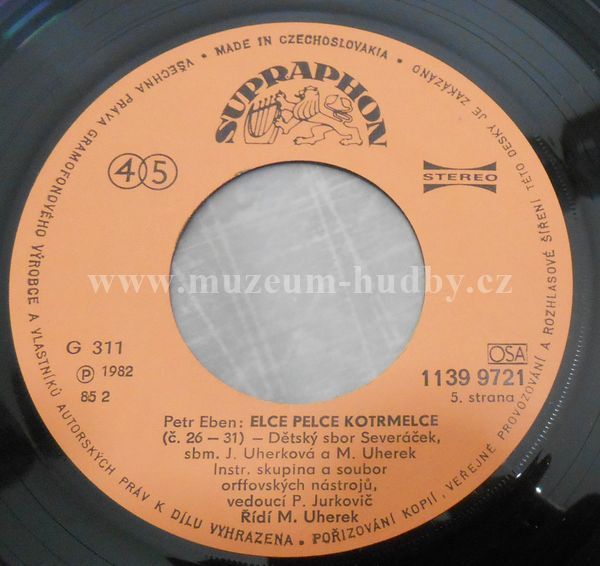 VŠECHNA PRÁVA GRAMOFONOVÉHO VÝROBCE A VLASTNÍKŮ AUTORSKÝCH PRÁV K DÍLU VYHRAZENA • POŘIZOVÁNÍ KOPIÍ, VEŘEJNÉ PROVOZOVÁNÍ A ROZHLASOVÉ ŠÍŘENÍ TÉTO DESKY JE ZAKÁZÁNO
• MADE IN CZECHOSLOVAKIA •
SUPRAPHON
45
STEREO
www.muzeum-hudby.cz
G 311
OSA
Ⓟ 1982
1139 9721
85 2
5. strana
Petr Eben: ELCE PELCE KOTRMELCE
(č. 26 – 31) – Dětský sbor Severáček,
sbm. J. Uherková a M. Uherek
Instr. skupina a soubor
orffovských nástrojů,
vedoucí P. Jurkovič
Řídí M. Uherek